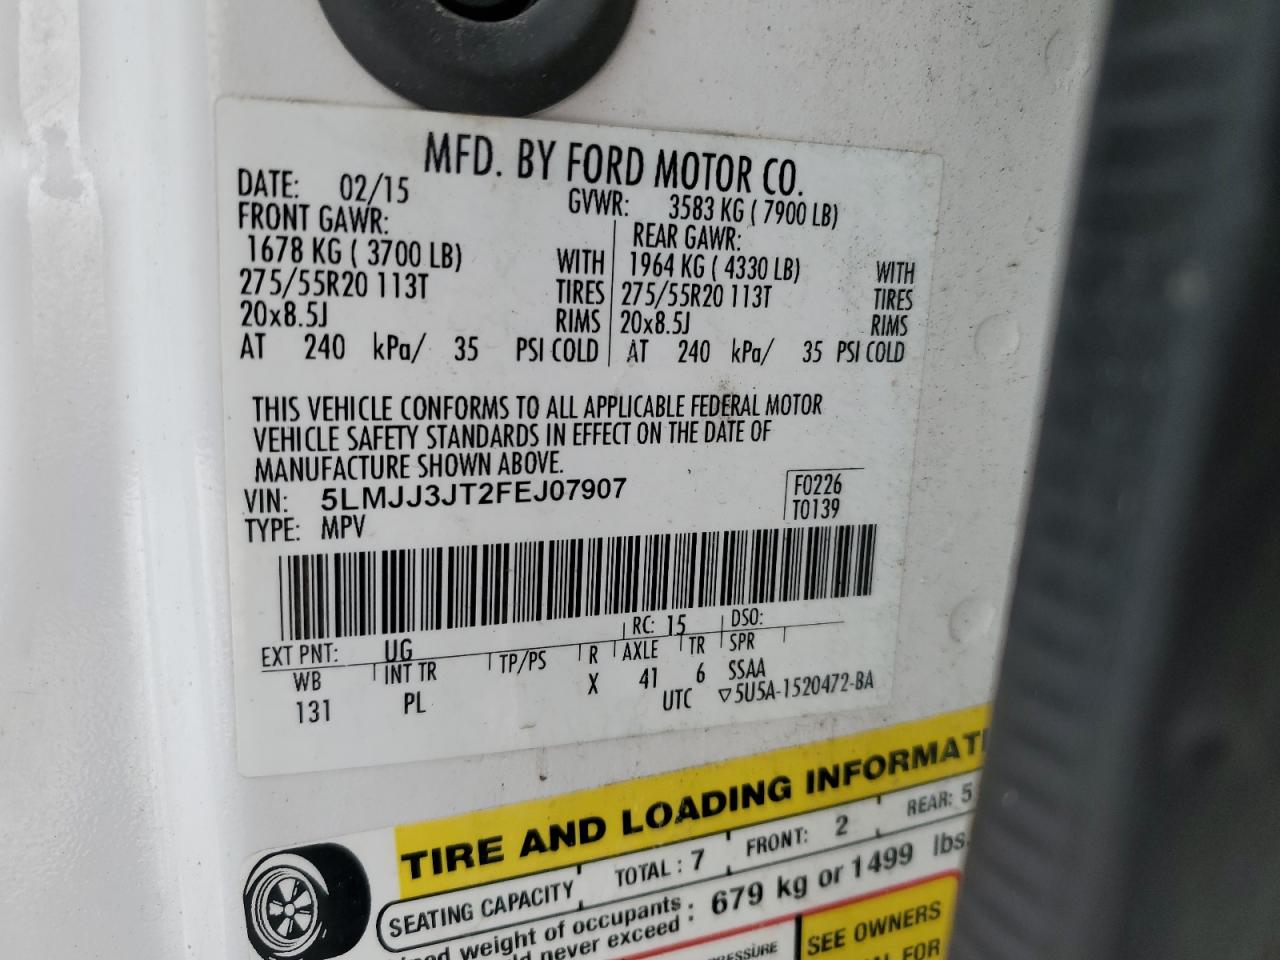 MFD. BY FORD MOTOR CO.
DATE: 02/15 GVWR: 3583 KG ( 7900 LB)
FRONT GAWR: REAR GAWR:
1678 KG ( 3700 LB) WITH 1964 KG ( 4330 LB) WITH
275/55R20 113T TIRES 275/55R20 113T TIRES
20x8.5J RIMS 20x8.5J RIMS
AT 240 kPa/ 35 PSI COLD AT 240 kPa/ 35 PSI COLD
THIS VEHICLE CONFORMS TO ALL APPLICABLE FEDERAL MOTOR
VEHICLE SAFETY STANDARDS IN EFFECT ON THE DATE OF
MANUFACTURE SHOWN ABOVE.
VIN: 5LMJJ3JT2FEJ07907 F0226
TYPE: MPV T0139
EXT PNT: UG RC: 15 DSO:
WB INT TR TP/PS R AXLE TR SPR
131 PL X 41 6 SSAA
UTC ▽5U5A-1520472-BA
TIRE AND LOADING
SEATING CAPACITY TOTAL : 7 FRONT: 2 REAR: 5
weight of occupants : 679 kg or 1499 lbs.
never exceed
SEE OWNERS
FOR